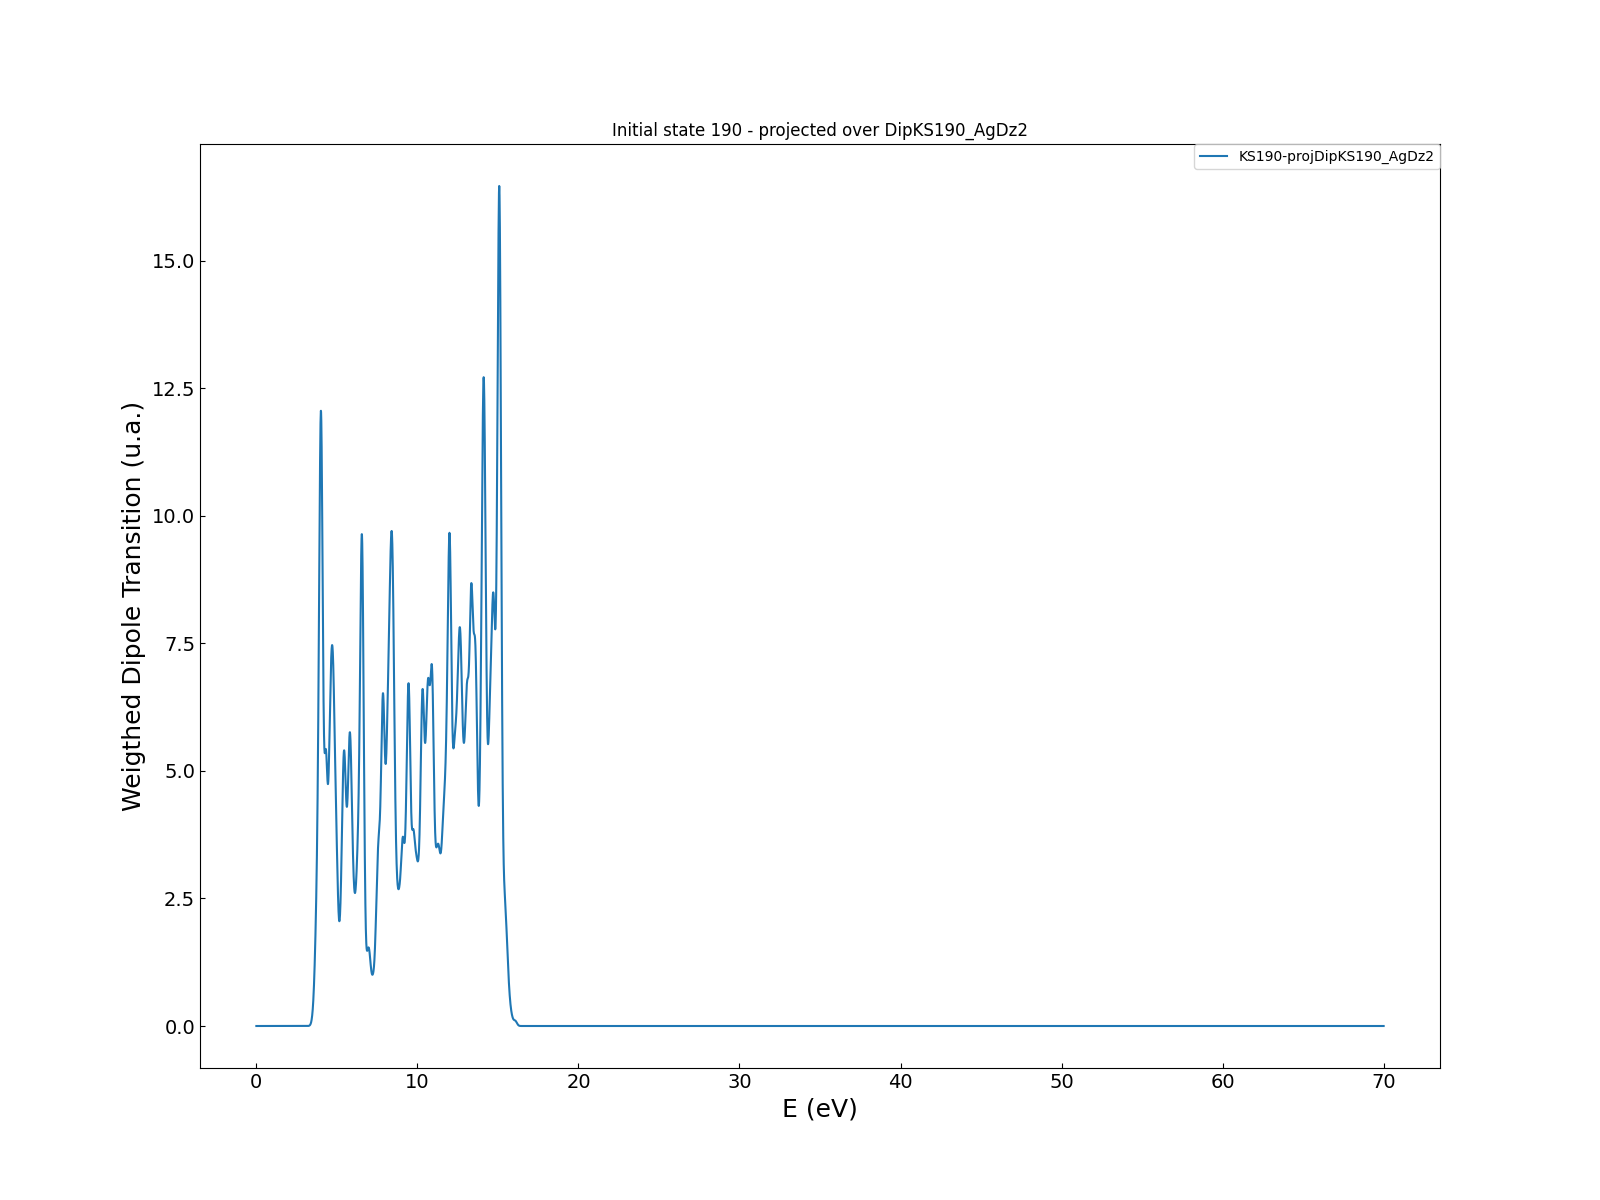 Initial state 190 - projected over DipKS190_AgDz2
KS190-projDipKS190_AgDz2
Weigthed Dipole Transition (u.a.)
15.0
12.5
10.0
7.5
5.0
2.5
0.0
0 10 20 30 40 50 60 70
E (eV)